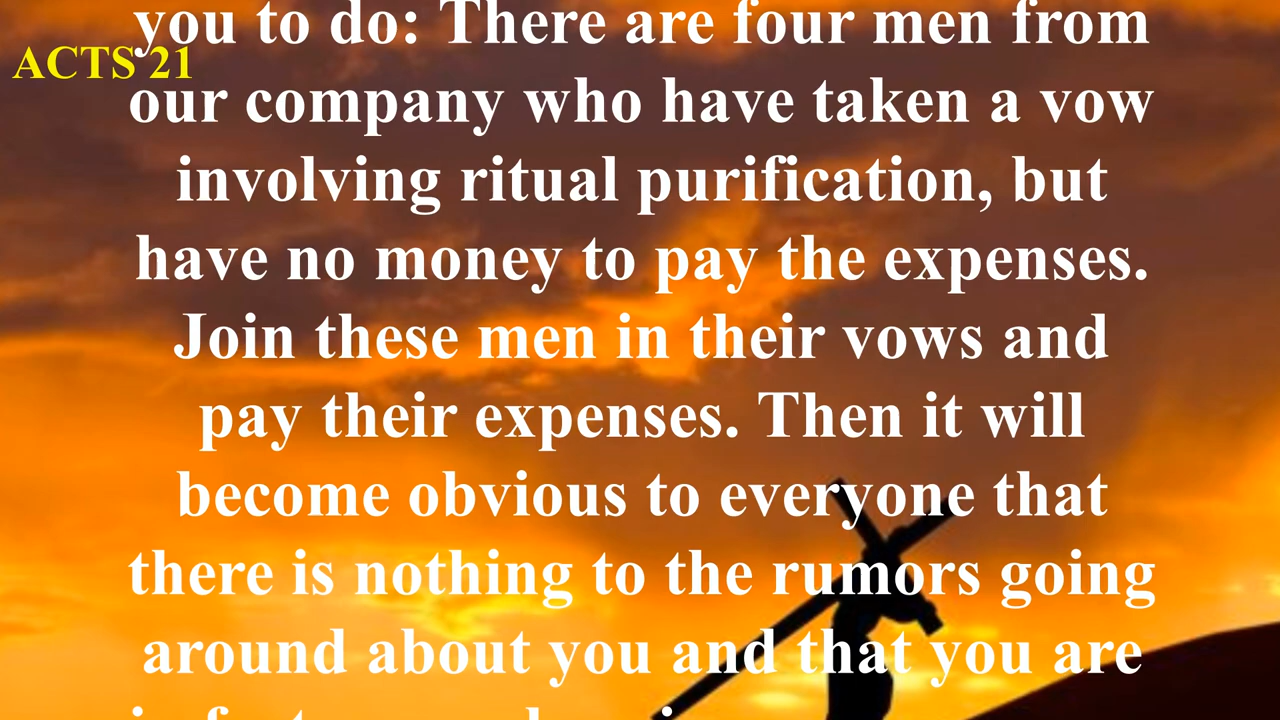 you to do: There are four men from
ACTS 21
our company who have taken a vow
involving ritual purification, but
have no money to pay the expenses.
Join these men in their vows and
pay their expenses. Then it will
become obvious to everyone that
there is nothing to the rumors going
around about you and that you are